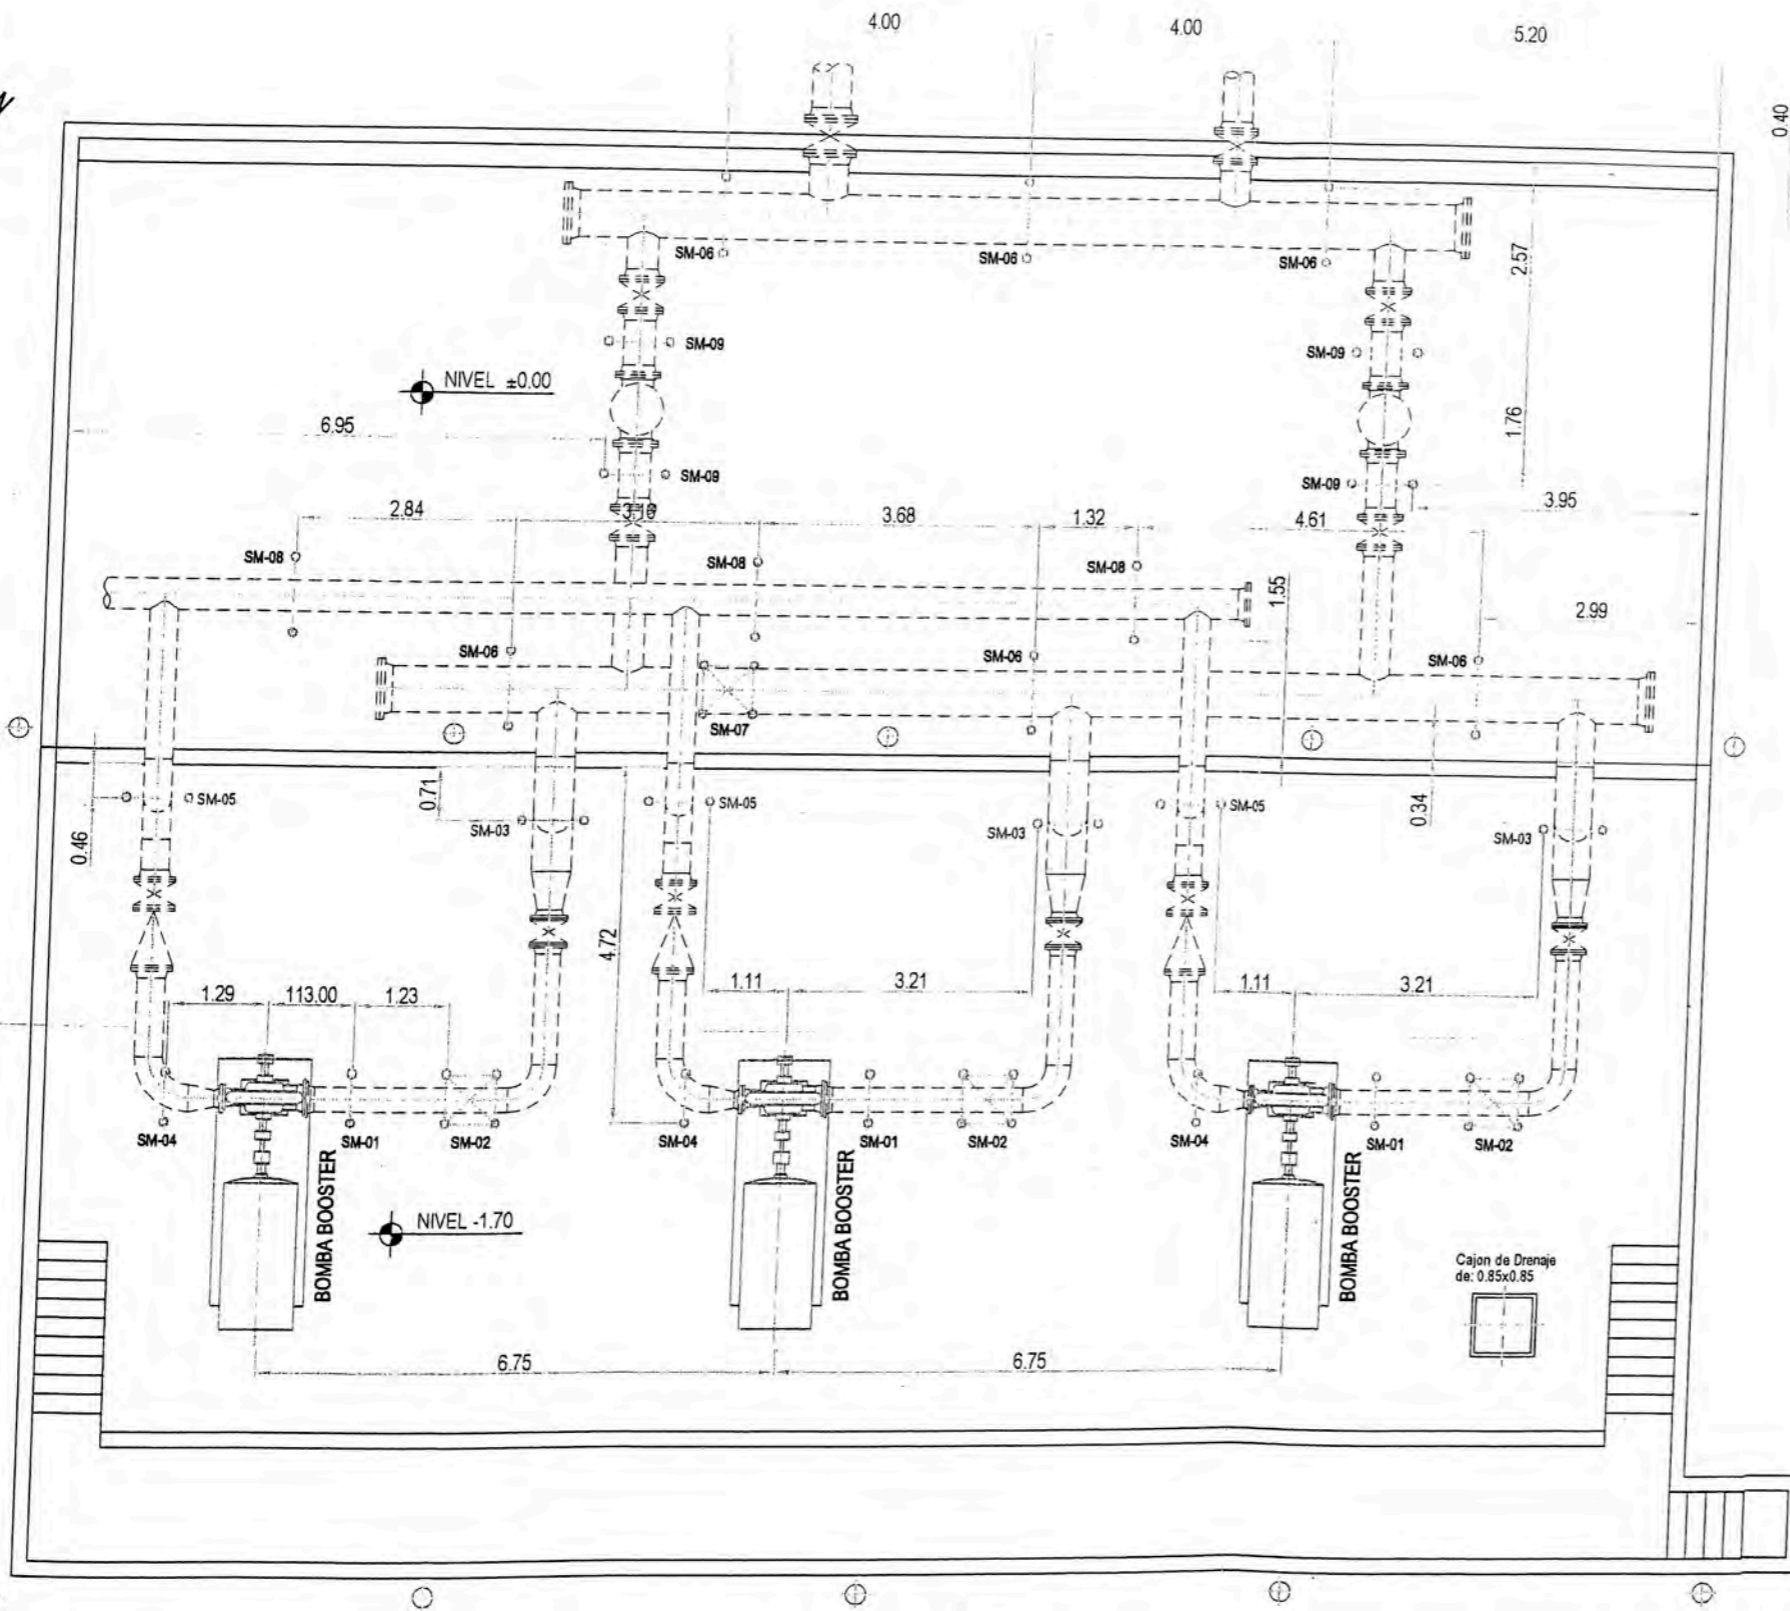 4.00
4.00
5.20
0.40
SM-06
SM-06
SM-06
2.57
SM-09
SM-09
NIVEL ±0.00
6.95
1.76
SM-09
SM-09
2.84
3.68
1.32
4.61
3.95
SM-08
SM-08
SM-08
1.55
2.99
SM-06
SM-06
SM-06
SM-07
0.71
SM-05
SM-05
SM-05
0.46
SM-03
SM-03
0.34
SM-03
4.72
1.29
113.00
1.23
1.11
3.21
1.11
3.21
SM-04
SM-01
SM-02
SM-04
SM-01
SM-02
SM-04
SM-01
SM-02
BOMBA BOOSTER
BOMBA BOOSTER
BOMBA BOOSTER
NIVEL -1.70
Cajon de Drenaje
de: 0.85x0.85
6.75
6.75